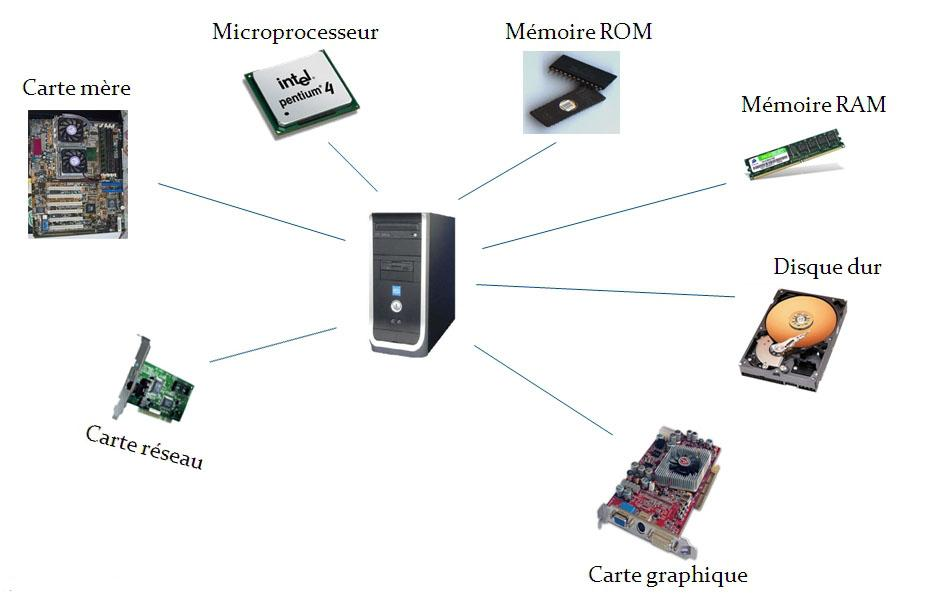 Microprocesseur
Mémoire ROM
Carte mère
intel
pentium 4
Mémoire RAM
Disque dur
Carte réseau
Carte graphique